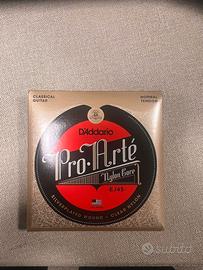 CLASSICAL
GUITAR
NORMAL
TENSION
D'Addario
Pro·Arté
Nylon Core
EJ45
SILVERPLATED WOUND • CLEAR NYLON
subito